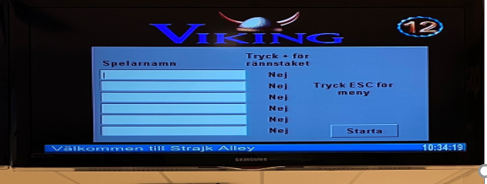 VIKING
12
Spelarnamn
Tryck + för
rännstaket
Nej
Nej
Nej
Nej
Nej
Nej
Tryck ESC för
meny
Starta
Välkommen till Strajk Alley
10:34:19
SAMSUNG